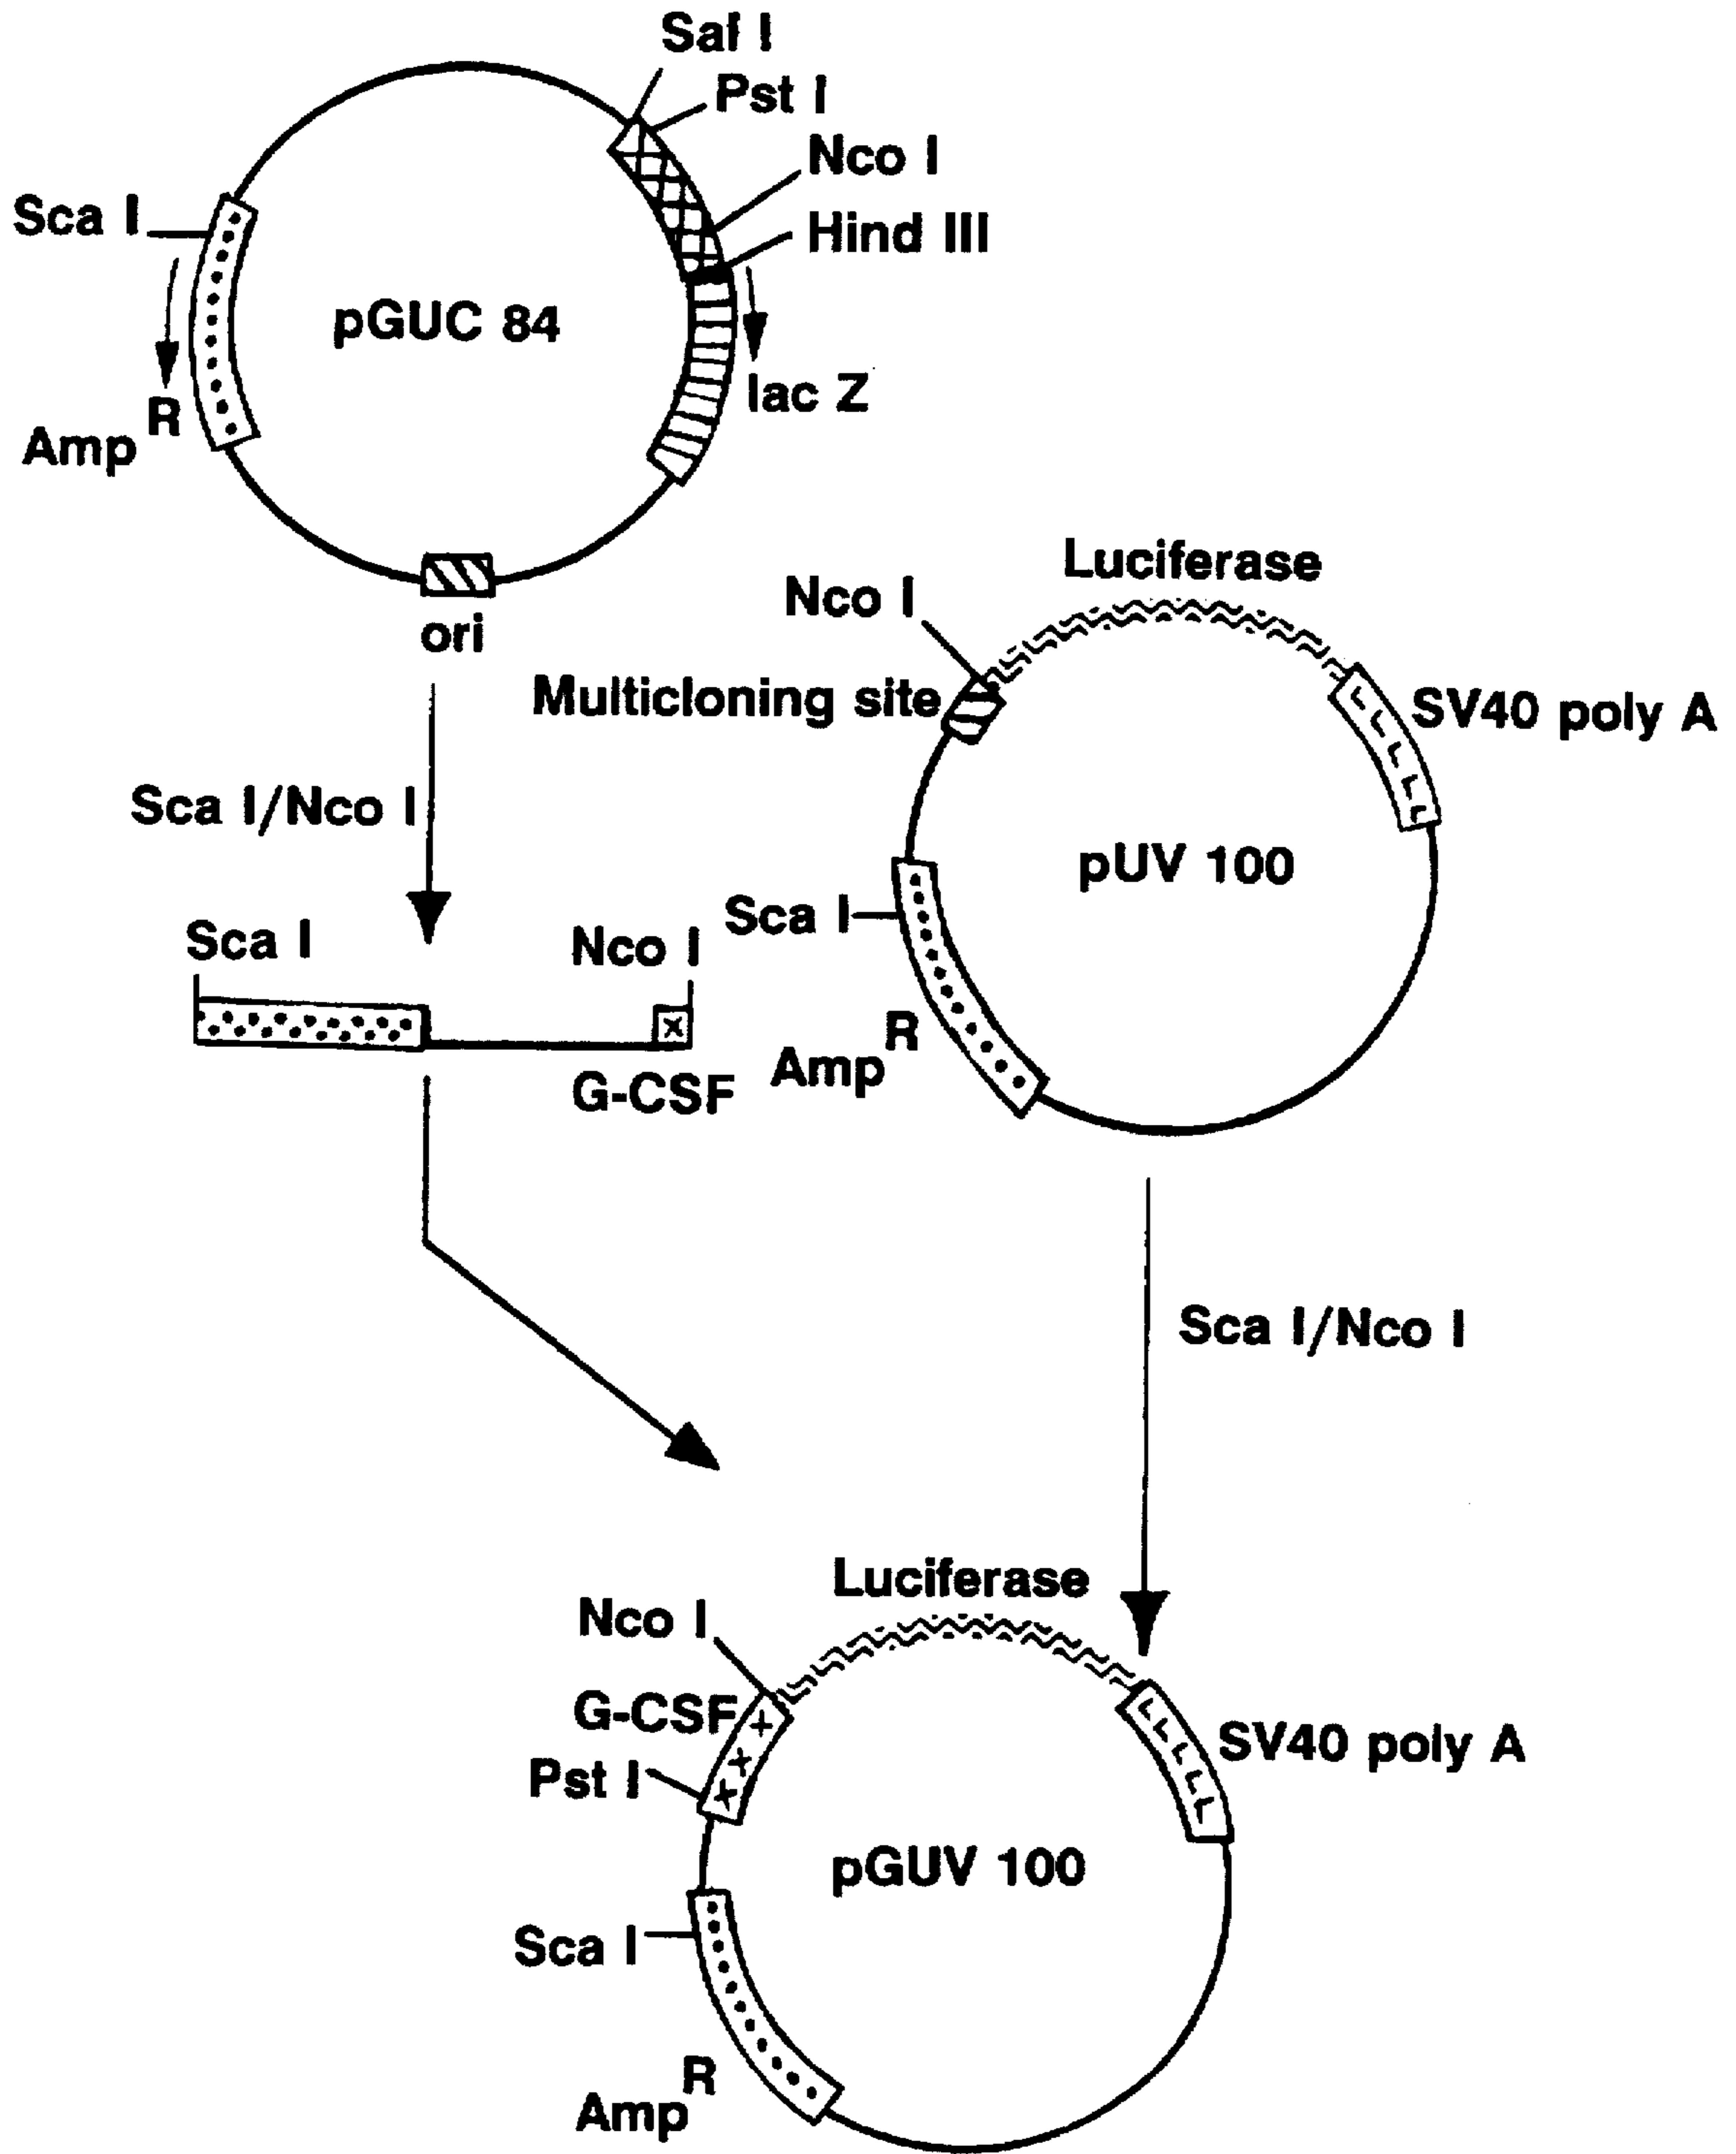 Sal I
Pst I
Nco I
Hind III
Sca I
pGUC 84
lac Z
Amp R
ori
Luciferase
Nco I
Multicloning site
SV40 poly A
Sca I/Nco I
pUV 100
Sca I
Sca I
Nco I
G-CSF
Amp R
Sca I/Nco I
Luciferase
Nco I
G-CSF
SV40 poly A
Pst I
pGUV 100
Sca I
Amp R